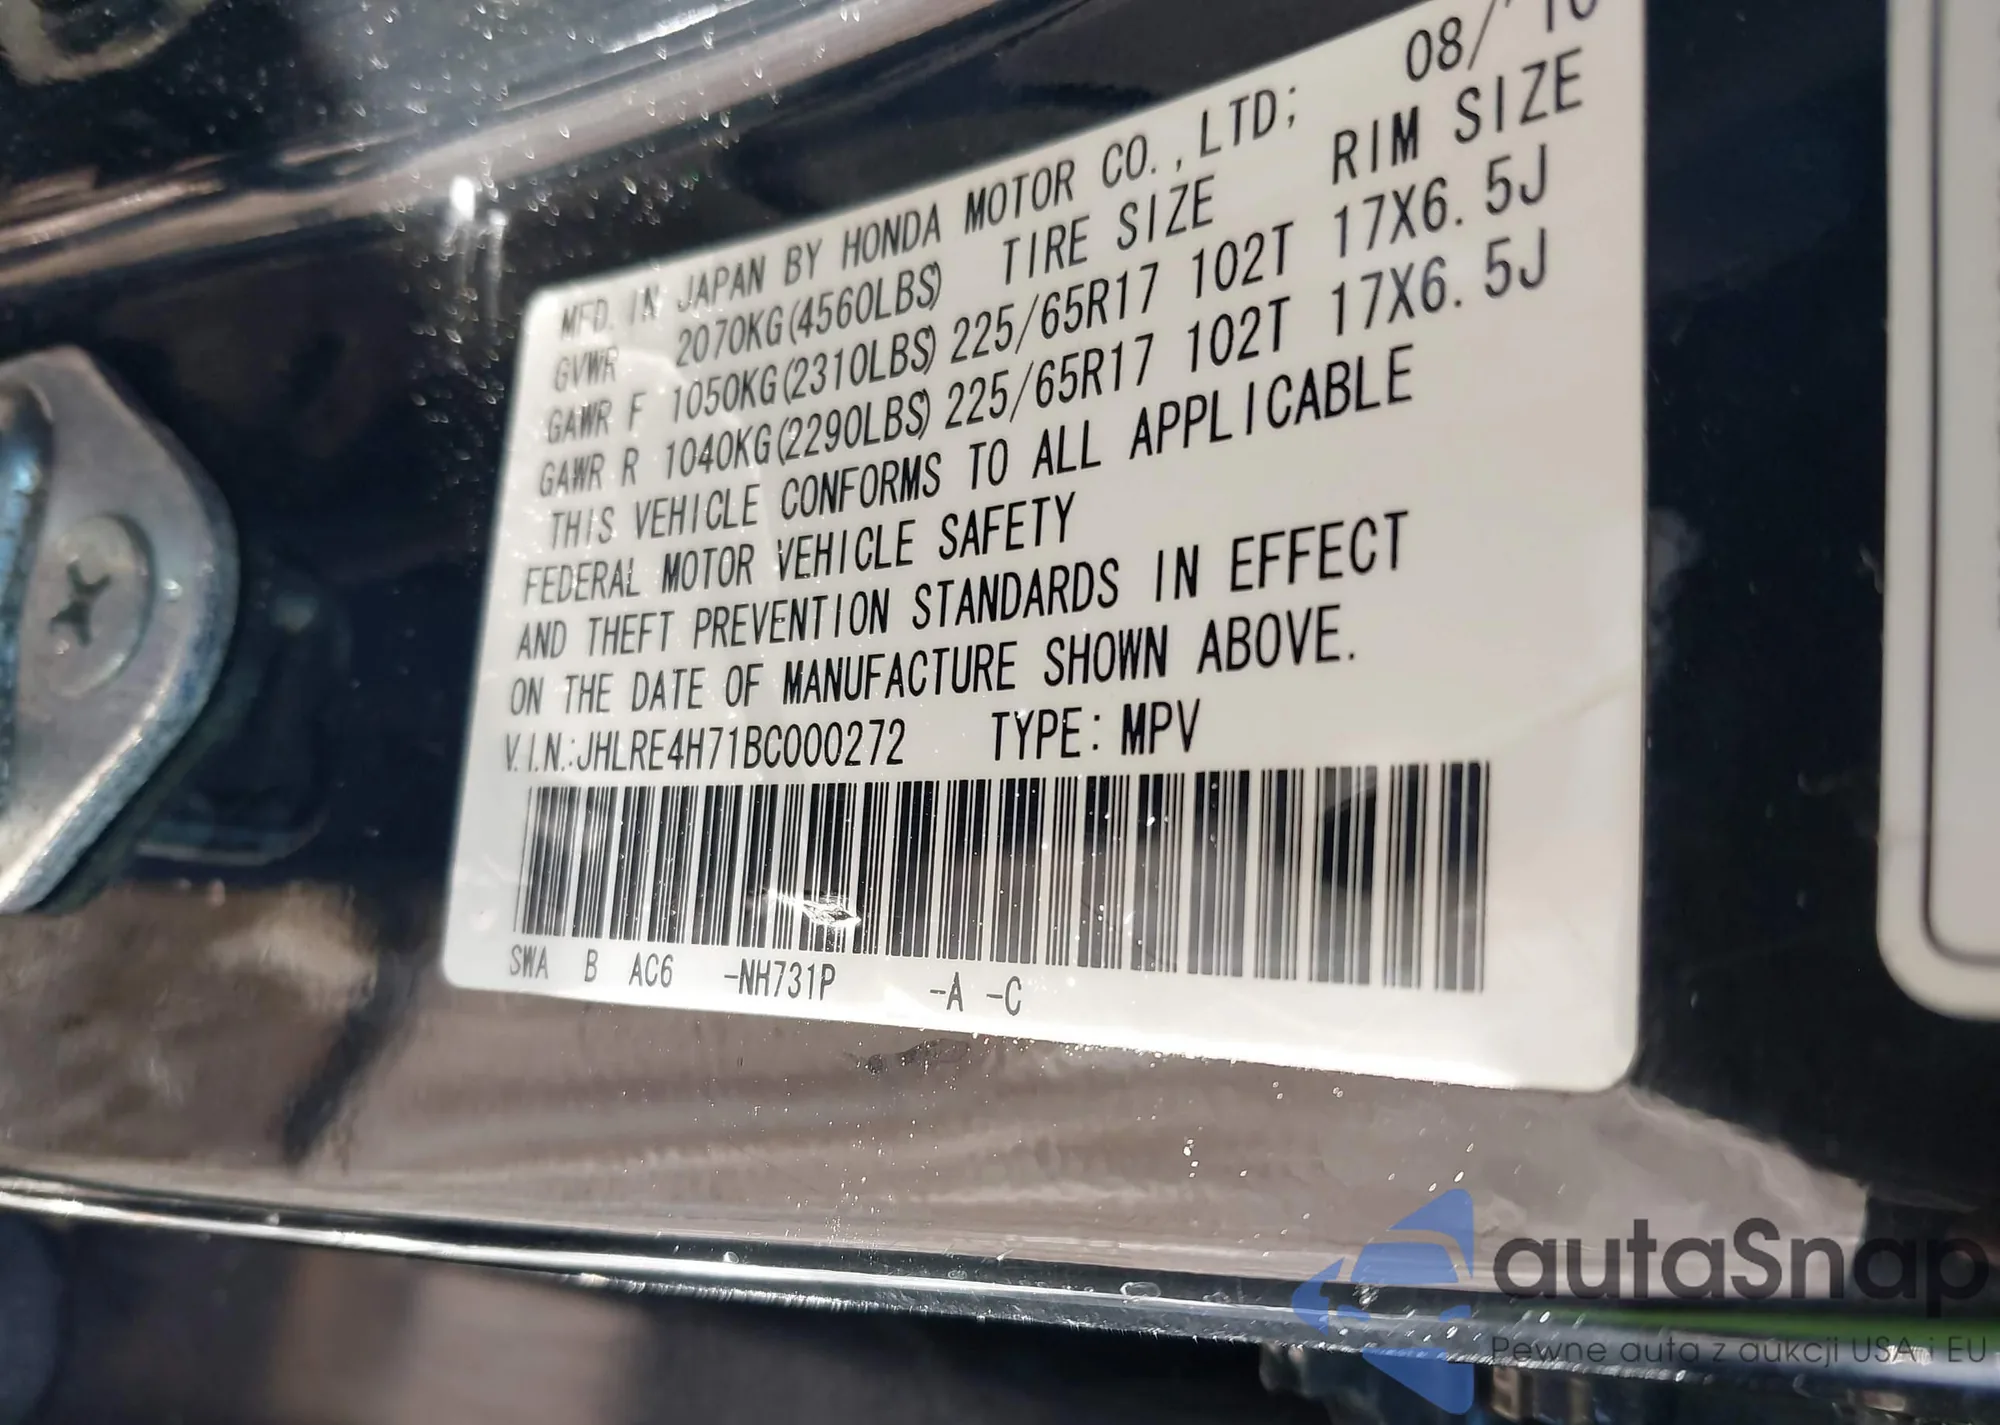 MFD. IN JAPAN BY HONDA MOTOR CO., LTD; 08/'10
GVWR 2070KG(4560LBS) TIRE SIZE RIM SIZE
GAWR F 1050KG(2310LBS) 225/65R17 102T 17X6.5J
GAWR R 1040KG(2290LBS) 225/65R17 102T 17X6.5J
THIS VEHICLE CONFORMS TO ALL APPLICABLE
FEDERAL MOTOR VEHICLE SAFETY
AND THEFT PREVENTION STANDARDS IN EFFECT
ON THE DATE OF MANUFACTURE SHOWN ABOVE.
V.I.N.:JHLRE4H71BC000272 TYPE: MPV
SWA B AC6 -NH731P -A -C
autaSnap
Pewne auta z aukcji USA i EU